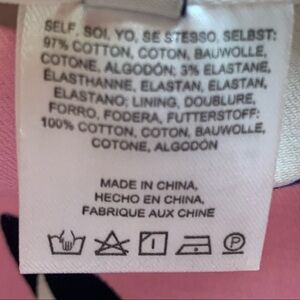 SELF, SOI, YO, SE STESSO, SELBST:
97% COTTON, COTON, BAUWOLLE,
COTONE, ALGODÓN; 3% ELASTANE,
ÉLASTHANNE, ELASTAN, ELASTAN,
ELASTANO; LINING, DOUBLURE,
FORRO, FODERA, FUTTERSTOFF:
100% COTTON, COTON, BAUWOLLE,
COTONE, ALGODÓN
MADE IN CHINA,
HECHO EN CHINA,
FABRIQUE AUX CHINE
P